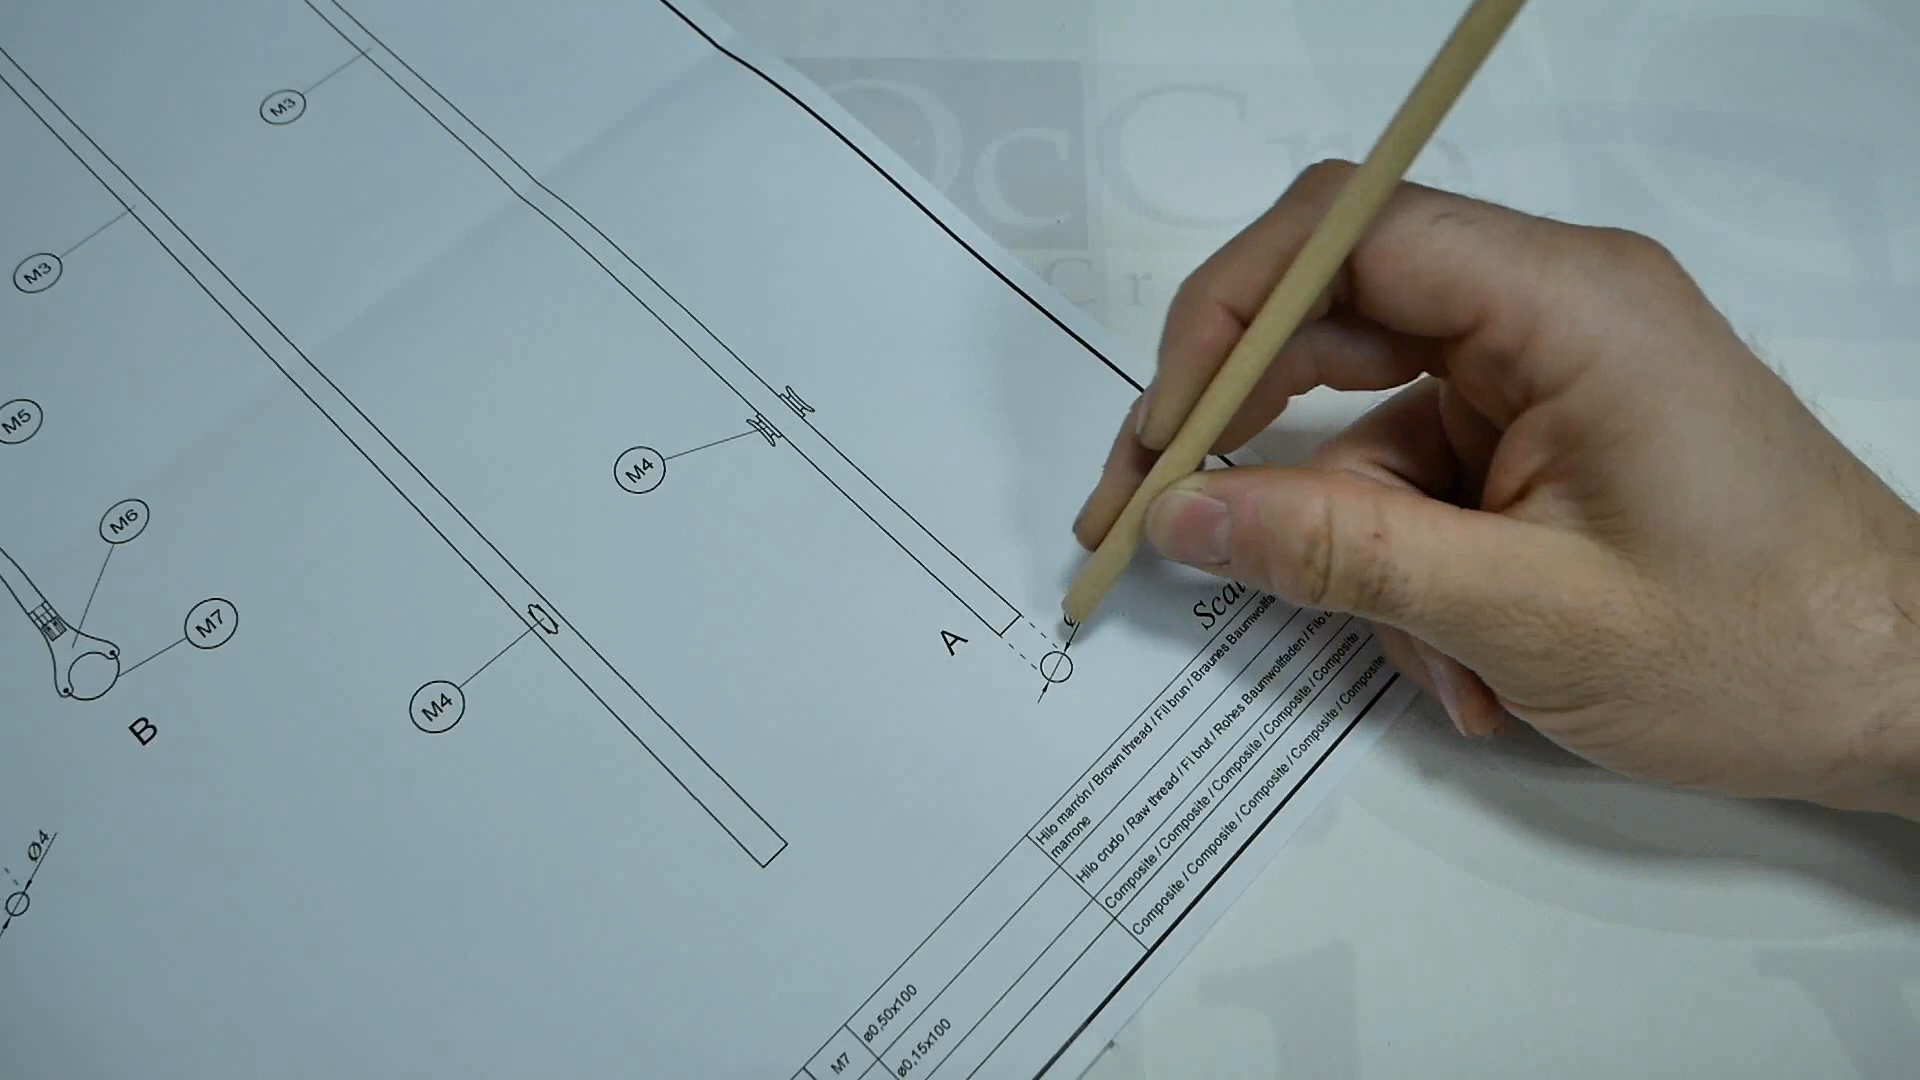 M3
M3
M5
M6
M7
M4
M4
A
B
Ø4
OcCre
Cr
Hilo marrón / Brown thread / Fil brun / Braunes
marrone
Hilo crudo / Raw thread / Fil brut / Rohes Baumwollfaden / Filo
Composite / Composite / Composite / Composite / Composite
Composite / Composite / Composite / Composite / Composite
M7 ø0,50x100
ø0,15x100